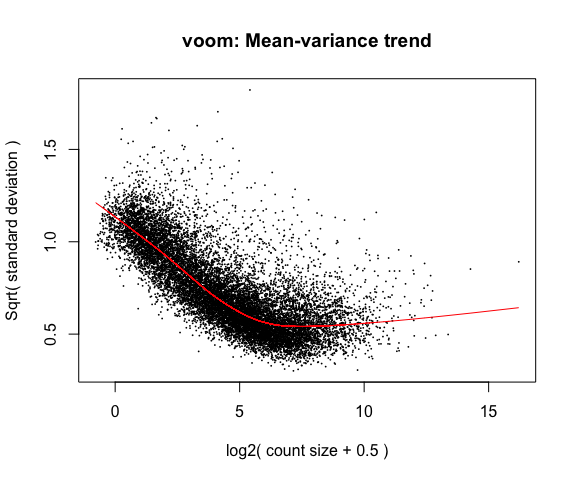 voom: Mean-variance trend
Sqrt( standard deviation )
1.5
1.0
0.5
0 5 10 15
log2( count size + 0.5 )